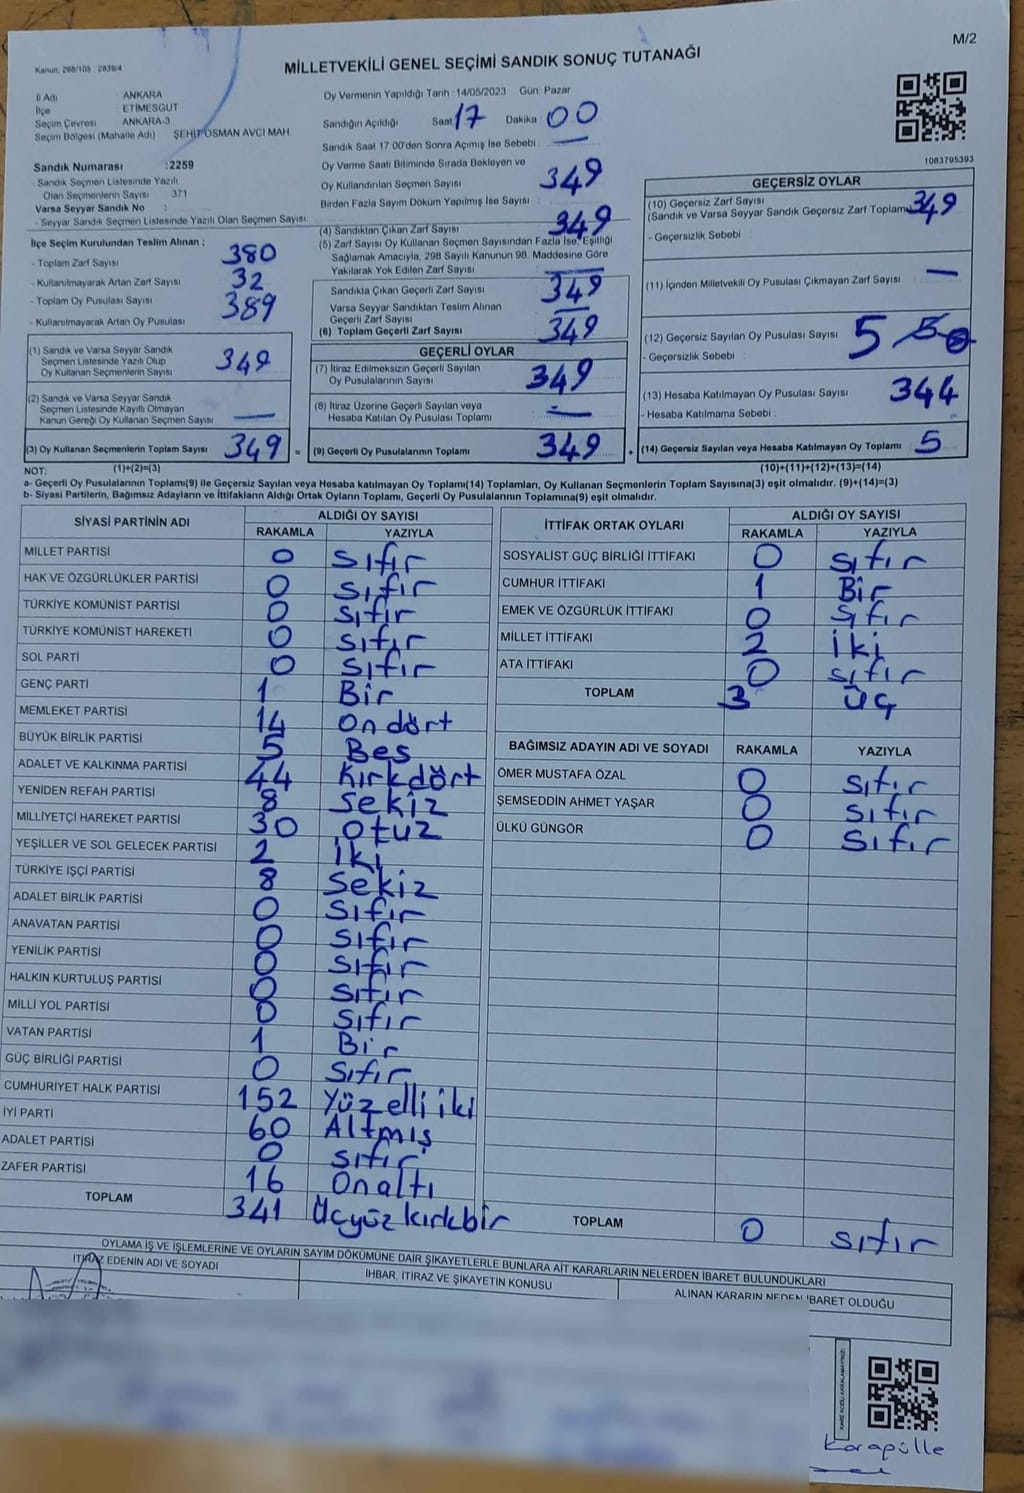 M/2
Kanun, 298/105 : 2839/4
MİLLETVEKİLİ GENEL SEÇİMİ SANDIK SONUÇ TUTANAĞI
İl Adı : ANKARA
İlçe : ETİMESGUT
Seçim Çevresi : ANKARA-3
Seçim Bölgesi (Mahalle Adı) : ŞEHİT OSMAN AVCI MAH.
Sandık Numarası :2259
- Sandık Seçmen Listesinde Yazılı
Olan Seçmenlerin Sayısı : 371
Varsa Seyyar Sandık No :
- Seyyar Sandık Seçmen Listesinde Yazılı Olan Seçmen Sayısı:
İlçe Seçim Kurulundan Teslim Alınan ;
- Toplam Zarf Sayısı : 380
- Kullanılmayarak Artan Zarf Sayısı : 32
- Toplam Oy Pusulası Sayısı : 389
- Kullanılmayarak Artan Oy Pusulası :
(1) Sandık ve Varsa Seyyar Sandık
Seçmen Listesinde Yazılı Olup
Oy Kullanan Seçmenlerin Sayısı : 349
(2) Sandık ve Varsa Seyyar Sandık
Seçmen Listesinde Kayıtlı Olmayan
Kanun Gereği Oy Kullanan Seçmen Sayısı : —
(3) Oy Kullanan Seçmenlerin Toplam Sayısı : 349 =
Oy Vermenin Yapıldığı Tarih :14/05/2023 Gün: Pazar
Sandığın Açıldığı Saat 17 Dakika 00
Sandık Saat 17 00'den Sonra Açımış İse Sebebi : —
Oy Verme Saati Bitiminde Sırada Bekleyen ve
Oy Kullandırılan Seçmen Sayısı : 349
Birden Fazla Sayım Döküm Yapılmış İse Sayısı :
(4) Sandıktan Çıkan Zarf Sayısı : 349
(5) Zarf Sayısı Oy Kullanan Seçmen Sayısından Fazla İse, Eşitliği
Sağlamak Amacıyla, 298 Sayılı Kanunun 98. Maddesine Göre
Yakılarak Yok Edilen Zarf Sayısı : —
Sandıkta Çıkan Geçerli Zarf Sayısı : 349
Varsa Seyyar Sandıktan Teslim Alınan
Geçerli Zarf Sayısı : —
(6) Toplam Geçerli Zarf Sayısı : 349
GEÇERLİ OYLAR
(7) İtiraz Edilmeksizin Geçerli Sayılan
Oy Pusulalarının Sayısı : 349
(8) İtiraz Üzerine Geçerli Sayılan veya
Hesaba Katılan Oy Pusulası Toplamı : —
(9) Geçerli Oy Pusulalarının Toplamı : 349 +
1083795393
GEÇERSİZ OYLAR
(10) Geçersiz Zarf Sayısı
(Sandık ve Varsa Seyyar Sandık Geçersiz Zarf Toplamı) 349
- Geçersizlik Sebebi :
(11) İçinden Milletvekili Oy Pusulası Çıkmayan Zarf Sayısı : —
(12) Geçersiz Sayılan Oy Pusulası Sayısı : 5
- Geçersizlik Sebebi :
(13) Hesaba Katılmayan Oy Pusulası Sayısı : 344
- Hesaba Katılmama Sebebi :
(14) Geçersiz Sayılan veya Hesaba Katılmayan Oy Toplamı : 5
NOT: (1)+(2)=(3) (10)+(11)+(12)+(13)=(14)
a- Geçerli Oy Pusulalarının Toplamı(9) ile Geçersiz Sayılan veya Hesaba katılmayan Oy Toplamı(14) Toplamları, Oy Kullanan Seçmenlerin Toplam Sayısına(3) eşit olmalıdır. (9)+(14)=(3)
b- Siyasi Partilerin, Bağımsız Adayların ve İttifakların Aldığı Ortak Oyların Toplamı, Geçerli Oy Pusulalarının Toplamına(9) eşit olmalıdır.
SİYASİ PARTİNİN ADI ALDIĞI OY SAYISI
RAKAMLA YAZIYLA
MİLLET PARTİSİ 0 sıfır
HAK VE ÖZGÜRLÜKLER PARTİSİ 0 sıfır
TÜRKİYE KOMÜNİST PARTİSİ 0 sıfır
TÜRKİYE KOMÜNİST HAREKETİ 0 sıfır
SOL PARTİ 0 sıfır
GENÇ PARTİ 1 Bir
MEMLEKET PARTİSİ 14 on dört
BÜYÜK BİRLİK PARTİSİ 5 Beş
ADALET VE KALKINMA PARTİSİ 44 Kırkdört
YENİDEN REFAH PARTİSİ 8 sekiz
MİLLİYETÇİ HAREKET PARTİSİ 30 otuz
YEŞİLLER VE SOL GELECEK PARTİSİ 2 İki
TÜRKİYE İŞÇİ PARTİSİ 8 sekiz
ADALET BİRLİK PARTİSİ 0 sıfır
ANAVATAN PARTİSİ 0 sıfır
YENİLİK PARTİSİ 0 sıfır
HALKIN KURTULUŞ PARTİSİ 0 sıfır
MİLLİ YOL PARTİSİ 0 sıfır
VATAN PARTİSİ 1 Bir
GÜÇ BİRLİĞİ PARTİSİ 0 sıfır
CUMHURİYET HALK PARTİSİ 152 Yüz elli iki
İYİ PARTİ 60 Altmış
ADALET PARTİSİ 0 sıfır
ZAFER PARTİSİ 16 Onaltı
TOPLAM 341 Üçyüz kırkbir
İTTİFAK ORTAK OYLARI ALDIĞI OY SAYISI
RAKAMLA YAZIYLA
SOSYALİST GÜÇ BİRLİĞİ İTTİFAKI 0 sıfır
CUMHUR İTTİFAKI 1 Bir
EMEK VE ÖZGÜRLÜK İTTİFAKI 0 sıfır
MİLLET İTTİFAKI 2 İki
ATA İTTİFAKI 0 sıfır
TOPLAM 3 üç
BAĞIMSIZ ADAYIN ADI VE SOYADI RAKAMLA YAZIYLA
ÖMER MUSTAFA ÖZAL 0 sıfır
ŞEMSEDDİN AHMET YAŞAR 0 sıfır
ÜLKÜ GÜNGÖR 0 sıfır
TOPLAM 0 sıfır
OYLAMA İŞ VE İŞLEMLERİNE VE OYLARIN SAYIM DÖKÜMÜNE DAİR ŞİKAYETLERLE BUNLARA AİT KARARLARIN NELERDEN İBARET BULUNDUKLARI
İTİRAZ EDENİN ADI VE SOYADI İHBAR, İTİRAZ VE ŞİKAYETİN KONUSU ALINAN KARARIN NEDEN İBARET OLDUĞU
KARE KODU KARALAMAYINIZ!
Karapülle